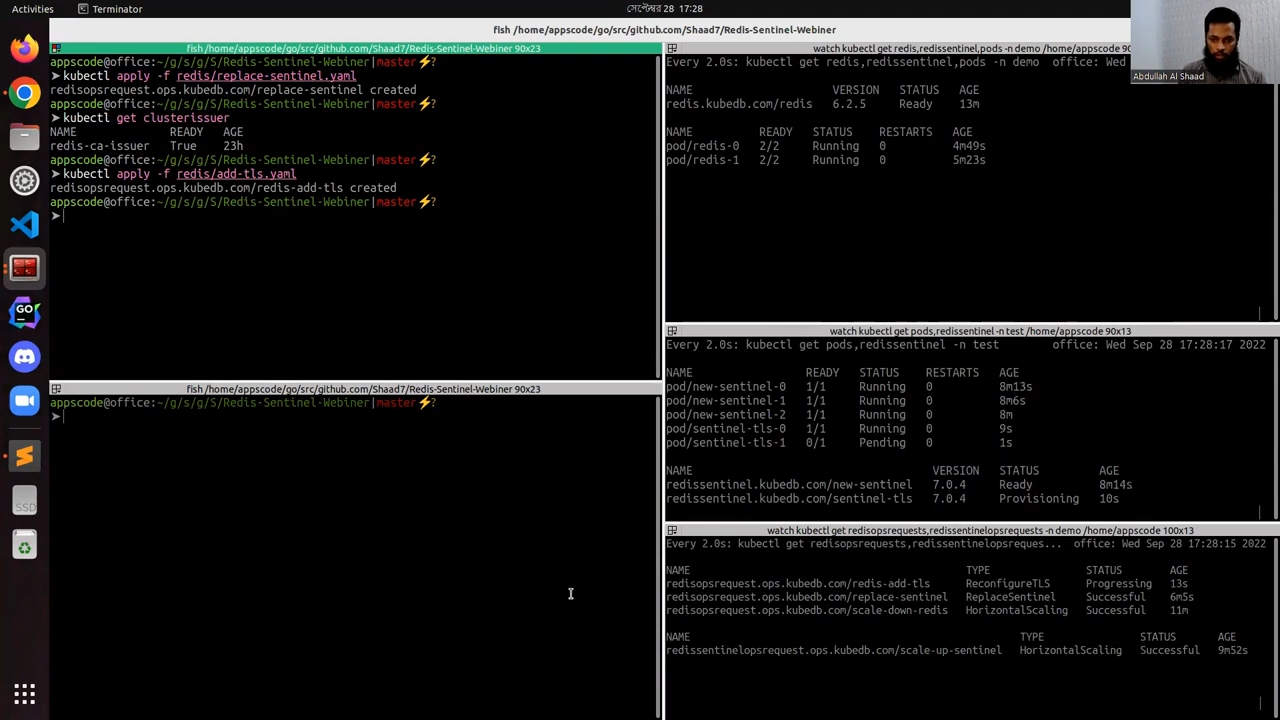 Activities Terminator সেপ্টেম্বর 28 17:28
fish /home/appscode/go/src/github.com/Shaad7/Redis-Sentinel-Webiner
fish /home/appscode/go/src/github.com/Shaad7/Redis-Sentinel-Webiner 90x23
appscode@office:~/g/s/g/S/Redis-Sentinel-Webiner|master⚡?
➤ kubectl apply -f redis/replace-sentinel.yaml
redisopsrequest.ops.kubedb.com/replace-sentinel created
appscode@office:~/g/s/g/S/Redis-Sentinel-Webiner|master⚡?
➤ kubectl get clusterissuer
NAME READY AGE
redis-ca-issuer True 23h
appscode@office:~/g/s/g/S/Redis-Sentinel-Webiner|master⚡?
➤ kubectl apply -f redis/add-tls.yaml
redisopsrequest.ops.kubedb.com/redis-add-tls created
appscode@office:~/g/s/g/S/Redis-Sentinel-Webiner|master⚡?
➤
fish /home/appscode/go/src/github.com/Shaad7/Redis-Sentinel-Webiner 90x23
appscode@office:~/g/s/g/S/Redis-Sentinel-Webiner|master⚡?
➤
watch kubectl get redis,redissentinel,pods -n demo /home/appscode 90
Every 2.0s: kubectl get redis,redissentinel,pods -n demo office: Wed
NAME VERSION STATUS AGE
redis.kubedb.com/redis 6.2.5 Ready 13m
NAME READY STATUS RESTARTS AGE
pod/redis-0 2/2 Running 0 4m49s
pod/redis-1 2/2 Running 0 5m23s
Abdullah Al Shaad
watch kubectl get pods,redissentinel -n test /home/appscode 90x13
Every 2.0s: kubectl get pods,redissentinel -n test office: Wed Sep 28 17:28:17 2022
NAME READY STATUS RESTARTS AGE
pod/new-sentinel-0 1/1 Running 0 8m13s
pod/new-sentinel-1 1/1 Running 0 8m6s
pod/new-sentinel-2 1/1 Running 0 8m
pod/sentinel-tls-0 1/1 Running 0 9s
pod/sentinel-tls-1 0/1 Pending 0 1s
NAME VERSION STATUS AGE
redissentinel.kubedb.com/new-sentinel 7.0.4 Ready 8m14s
redissentinel.kubedb.com/sentinel-tls 7.0.4 Provisioning 10s
watch kubectl get redisopsrequests,redissentinelopsrequests -n demo /home/appscode 100x13
Every 2.0s: kubectl get redisopsrequests,redissentinelopsreques... office: Wed Sep 28 17:28:15 2022
NAME TYPE STATUS AGE
redisopsrequest.ops.kubedb.com/redis-add-tls ReconfigureTLS Progressing 13s
redisopsrequest.ops.kubedb.com/replace-sentinel ReplaceSentinel Successful 6m5s
redisopsrequest.ops.kubedb.com/scale-down-redis HorizontalScaling Successful 11m
NAME TYPE STATUS AGE
redissentinelopsrequest.ops.kubedb.com/scale-up-sentinel HorizontalScaling Successful 9m52s
GO
SSD